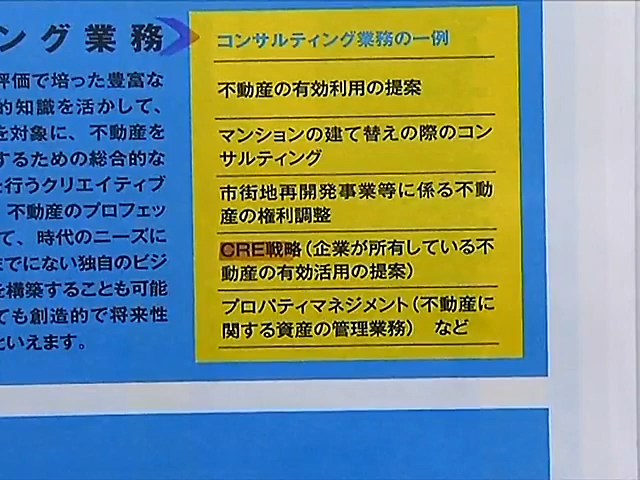 ング業務
評価で培った豊富な
的知識を活かして、
を対象に、不動産を
するための総合的な
を行うクリエイティブ
不動産のプロフェッ
て、時代のニーズに
までにない独自のビジ
を構築することも可能
ても創造的で将来性
といえます。
コンサルティング業務の一例
不動産の有効利用の提案
マンションの建て替えの際のコン
サルティング
市街地再開発事業等に係る不動
産の権利調整
CRE戦略(企業が所有している不
動産の有効活用の提案)
プロパティマネジメント(不動産に
関する資産の管理業務) など